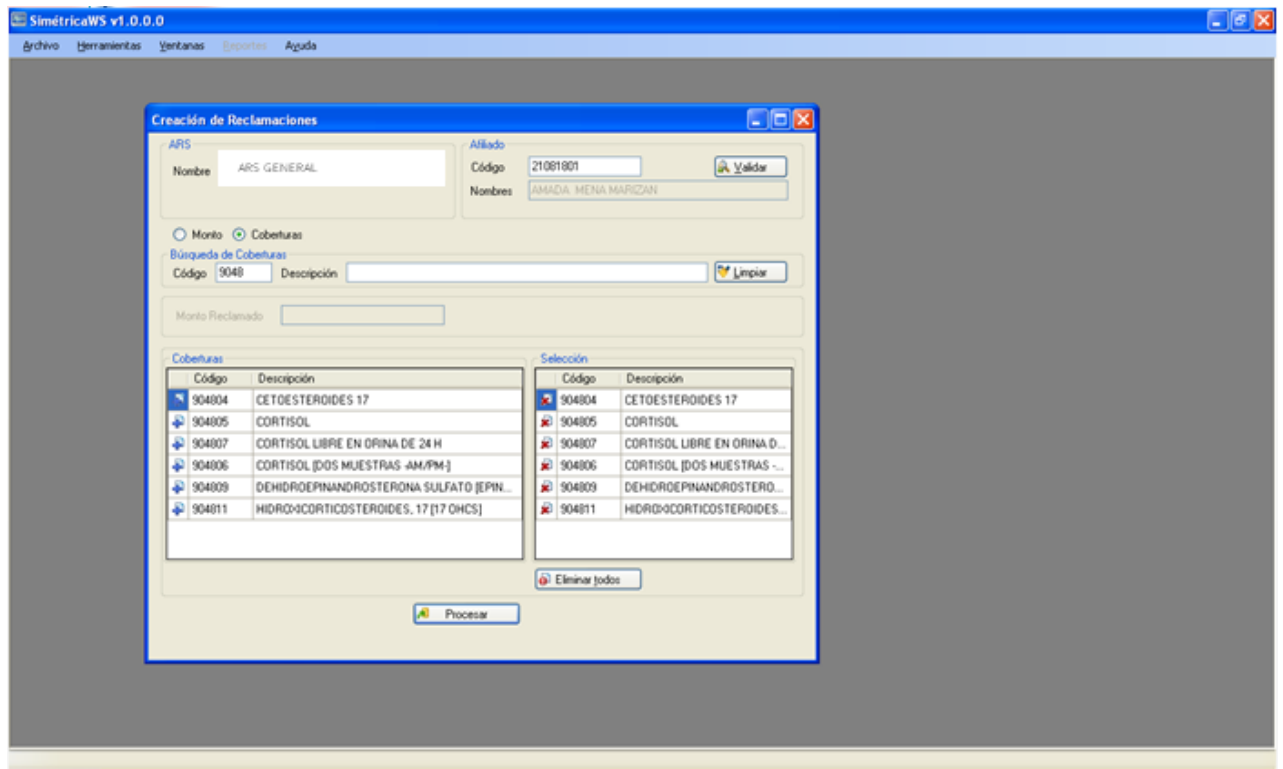 SimétricaWS v1.0.0.0
Archivo Herramientas Ventanas Reportes Ayuda
Creación de Reclamaciones
ARS
Nombre ARS GENERAL
Afiliado
Código 21081801 Validar
Nombres AMADA MENA MARIZAN
Monto Coberturas
Búsqueda de Coberturas
Código 9048 Descripción Limpiar
Monto Reclamado
Coberturas
Código Descripción
904804 CETOESTEROIDES 17
904805 CORTISOL
904807 CORTISOL LIBRE EN ORINA DE 24 H
904806 CORTISOL [DOS MUESTRAS -AM/PM-]
904809 DEHIDROEPINANDROSTERONA SULFATO [EPIN...
904811 HIDROXICORTICOSTEROIDES, 17 [17 OHCS]
Selección
Código Descripción
904804 CETOESTEROIDES 17
904805 CORTISOL
904807 CORTISOL LIBRE EN ORINA D...
904806 CORTISOL [DOS MUESTRAS -...
904809 DEHIDROEPINANDROSTERO...
904811 HIDROXICORTICOSTEROIDES...
Eliminar todos
Procesar